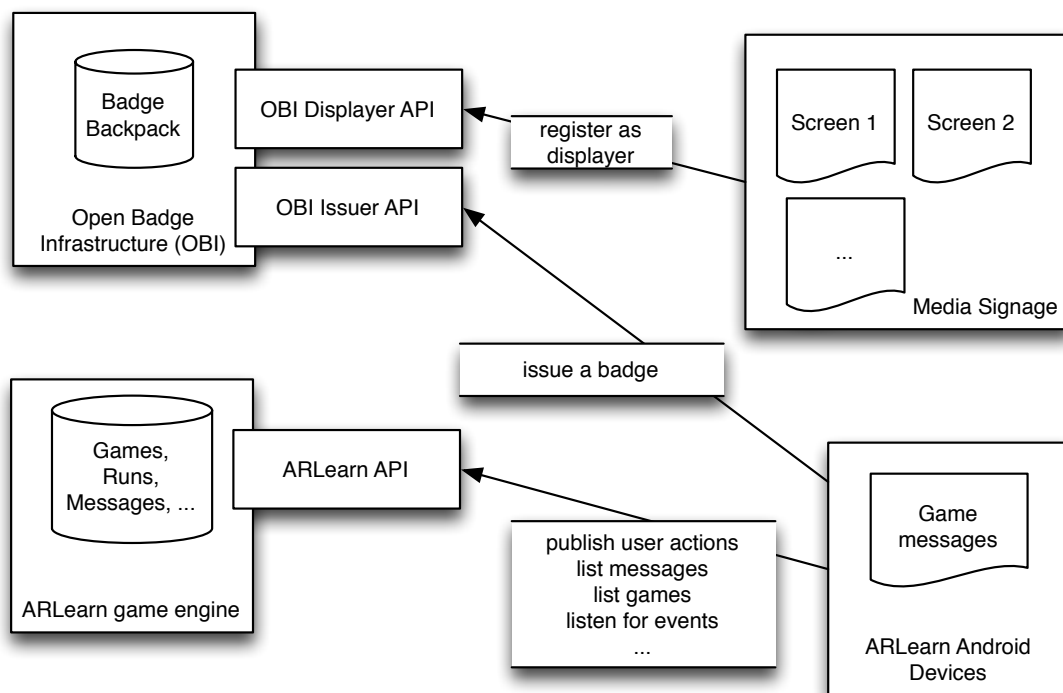 Badge
Backpack
Open Badge
Infrastructure (OBI)
OBI Displayer API
OBI Issuer API
register as
displayer
Screen 1
Screen 2
...
Media Signage
issue a badge
Games,
Runs,
Messages, ...
ARLearn game engine
ARLearn API
publish user actions
list messages
list games
listen for events
...
Game
messages
ARLearn Android
Devices